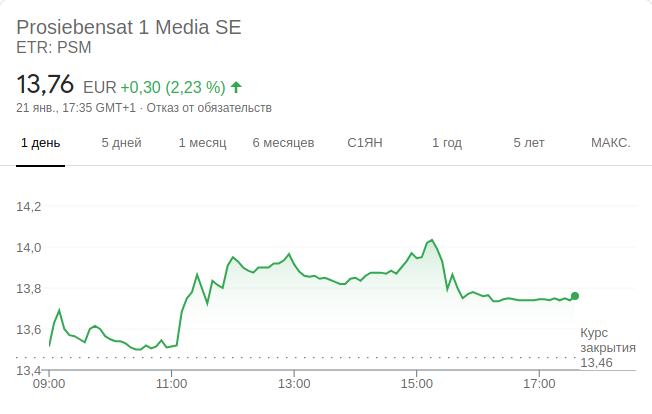 Prosiebensat 1 Media SE
ETR: PSM
13,76 EUR +0,30 (2,23 %)
21 янв., 17:35 GMT+1 · Отказ от обязательств
1 день 5 дней 1 месяц 6 месяцев С1ЯН 1 год 5 лет МАКС.
14,2
14,0
13,8
13,6
Курс
закрытия
13,46
13,4
09:00 11:00 13:00 15:00 17:00